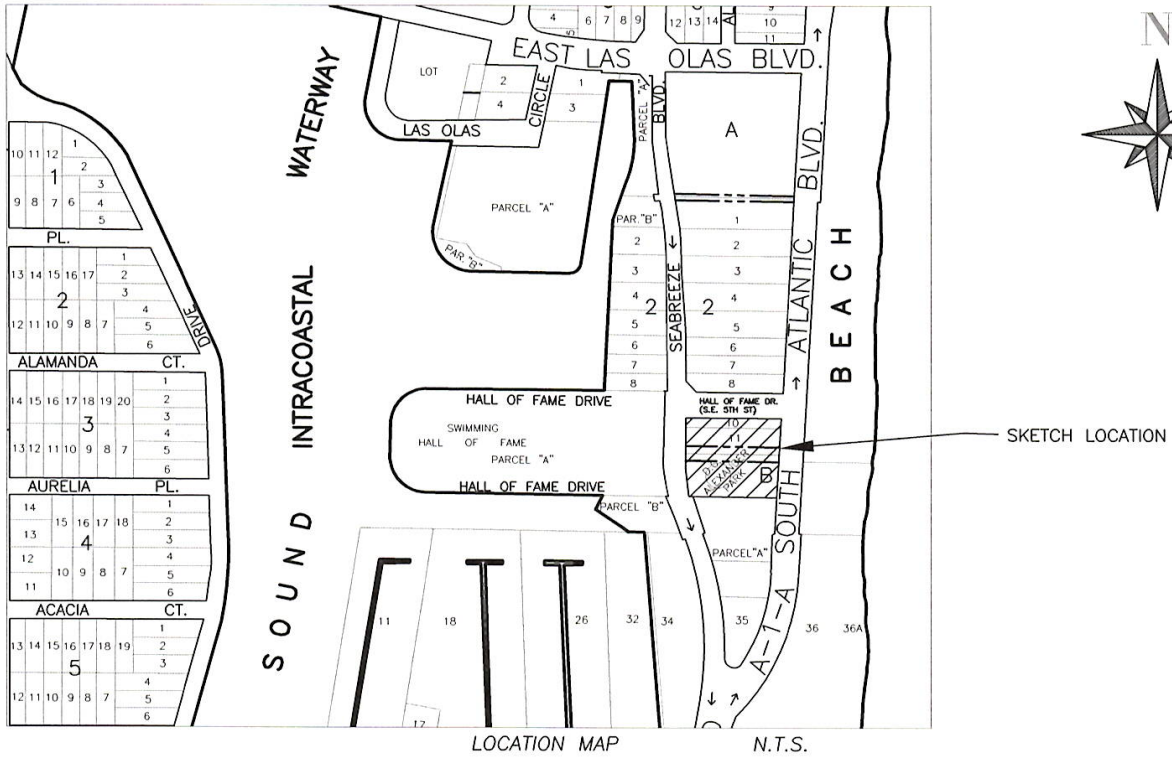 N
4
6 7 8 9
5
12 13 14
9
10
11
EAST LAS OLAS BLVD.
LOT
2
4
1
3
CIRCLE
LAS OLAS
PARCEL "A"
PAR. "B"
WATERWAY
INTRACOASTAL
SOUND
PARCEL "A"
BLVD.
A
PAR. "B"
2
3
4
5
6
7
8
2
SEABREEZE
1
2
3
4
5
6
7
8
2
ATLANTIC BLVD.
BEACH
10 11 12
1
2
3
4
5
9 8 7 6
1
PL.
13 14 15 16 17
1
2
3
4
5
6
12 11 10 9 8 7
2
DRIVE
ALAMANDA CT.
14 15 16 17 18 19 20
1
2
3
4
5
6
13 12 11 10 9 8 7
3
AURELIA PL.
14
13
12
11
15 16 17 18
10 9 8 7
4
1
2
3
4
5
6
ACACIA CT.
13 14 15 16 17 18 19
1
2
3
4
5
6
12 11 10 9 8 7
5
HALL OF FAME DRIVE
SWIMMING
HALL OF FAME
PARCEL "A"
HALL OF FAME DRIVE
HALL OF FAME DR.
(S.E. 5TH ST)
10
11
D.C.
ALEXANDER
PARK
B
SKETCH LOCATION
PARCEL "B"
PARCEL "A"
A-1-A SOUTH
11
18
26
32
34
35
36
36A
17
LOCATION MAP
N.T.S.